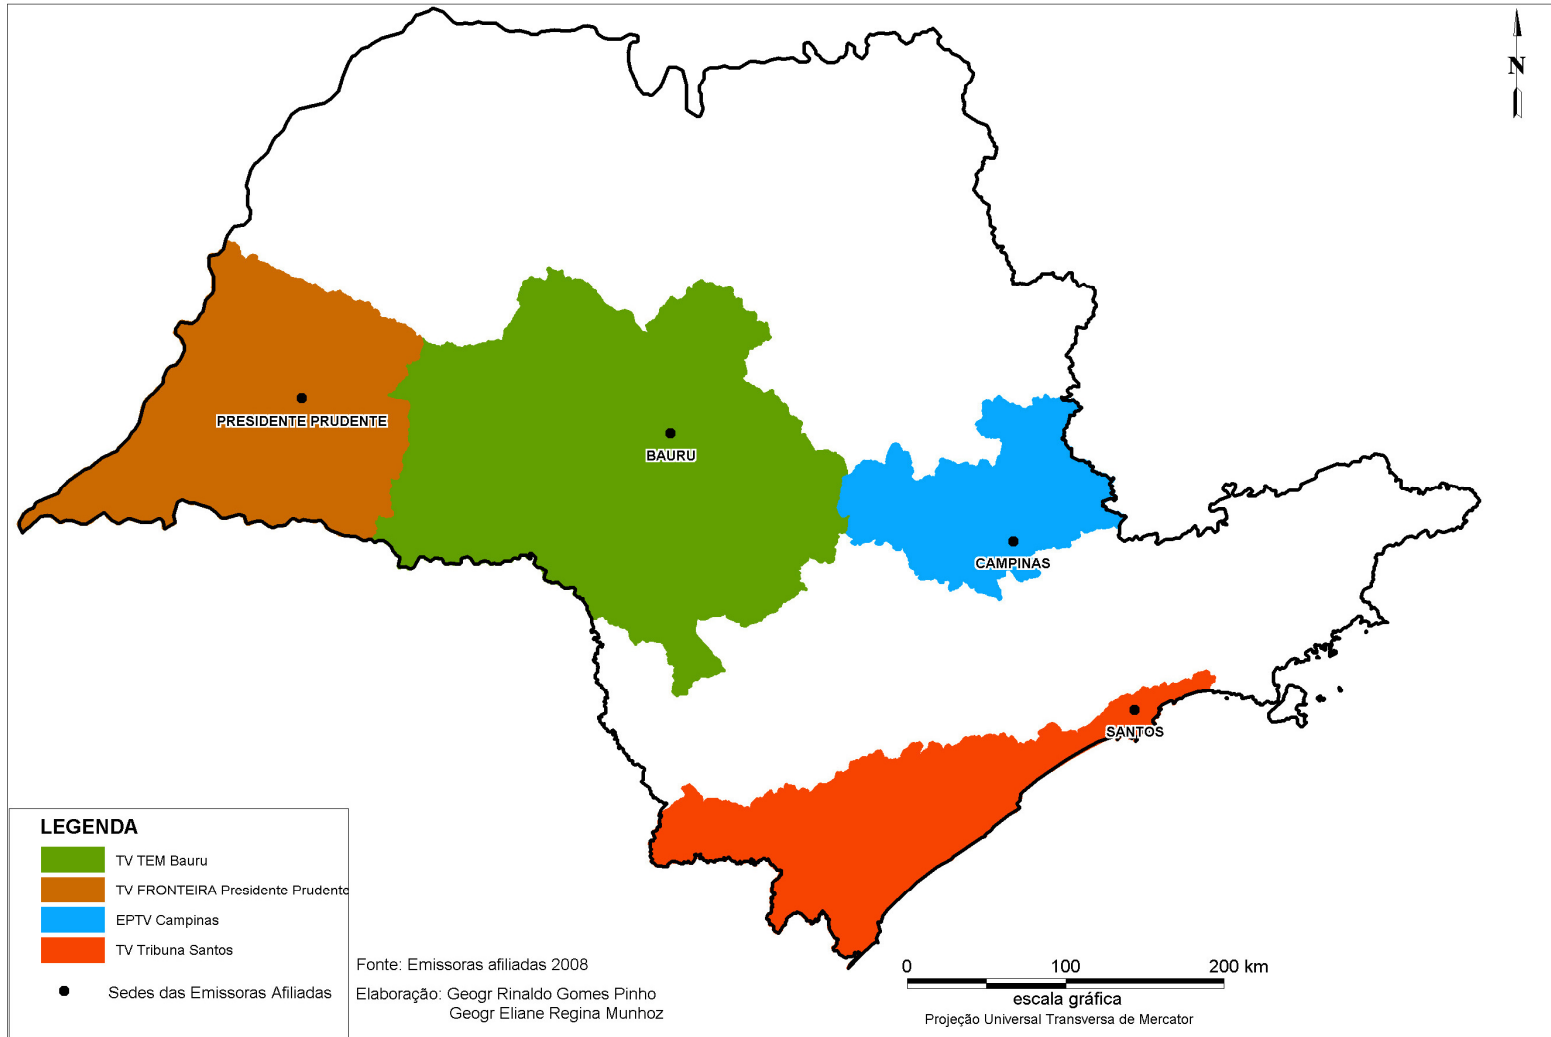 N
PRESIDENTE PRUDENTE
BAURU
CAMPINAS
SANTOS
LEGENDA
TV TEM Bauru
TV FRONTEIRA Presidente Prudente
EPTV Campinas
TV Tribuna Santos
Sedes das Emissoras Afiliadas
Fonte: Emissoras afiliadas 2008
Elaboração: Geogr Rinaldo Gomes Pinho
Geogr Eliane Regina Munhoz
0 100 200 km
escala gráfica
Projeção Universal Transversa de Mercator